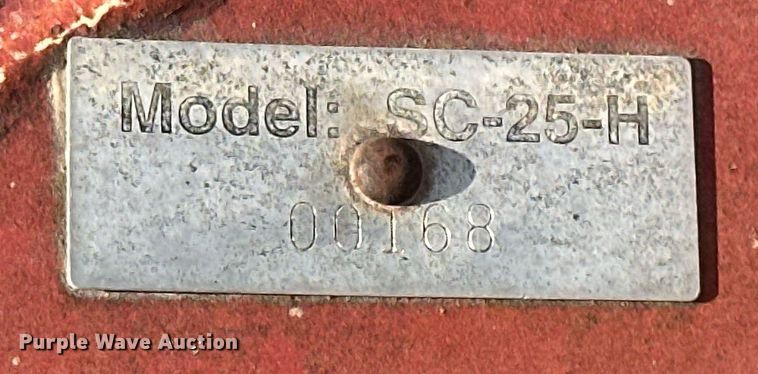 Model: SC-25-H
00168
Purple Wave Auction